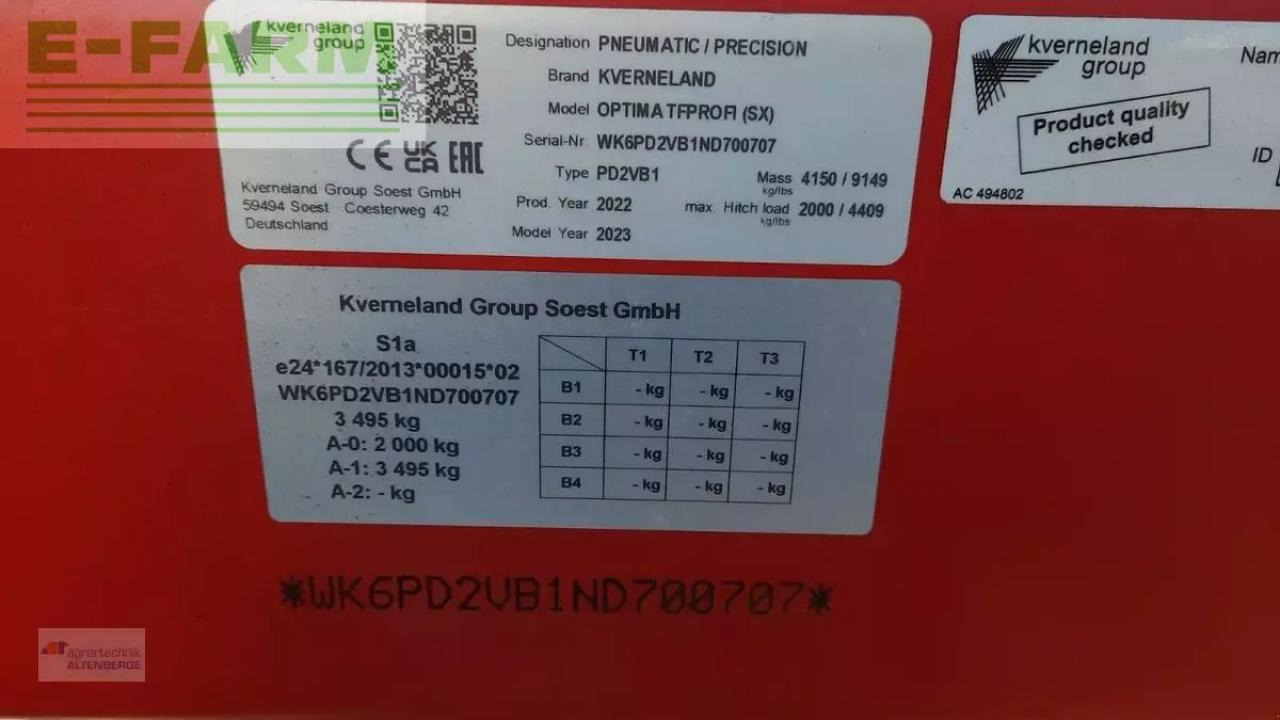 E-FARM
kverneland
group
Designation PNEUMATIC / PRECISION
Brand KVERNELAND
Model OPTIMA TFPROFI (SX)
Serial-Nr. WK6PD2VB1ND700707
Type PD2VB1
Mass 4150 / 9149
kg/lbs
Prod. Year 2022
max. Hitch load 2000 / 4409
kg/lbs
Model Year 2023
CE UK CA EAC
Kverneland Group Soest GmbH
59494 Soest Coesterweg 42
Deutschland
kverneland
group
Product quality
checked
AC 494802
ID
Kverneland Group Soest GmbH
S1a
e24*167/2013*00015*02
WK6PD2VB1ND700707
3 495 kg
A-0: 2 000 kg
A-1: 3 495 kg
A-2: - kg
T1 T2 T3
B1 - kg - kg - kg
B2 - kg - kg - kg
B3 - kg - kg - kg
B4 - kg - kg - kg
*WK6PD2VB1ND700707*
agrartechnik
ALTENBERGE